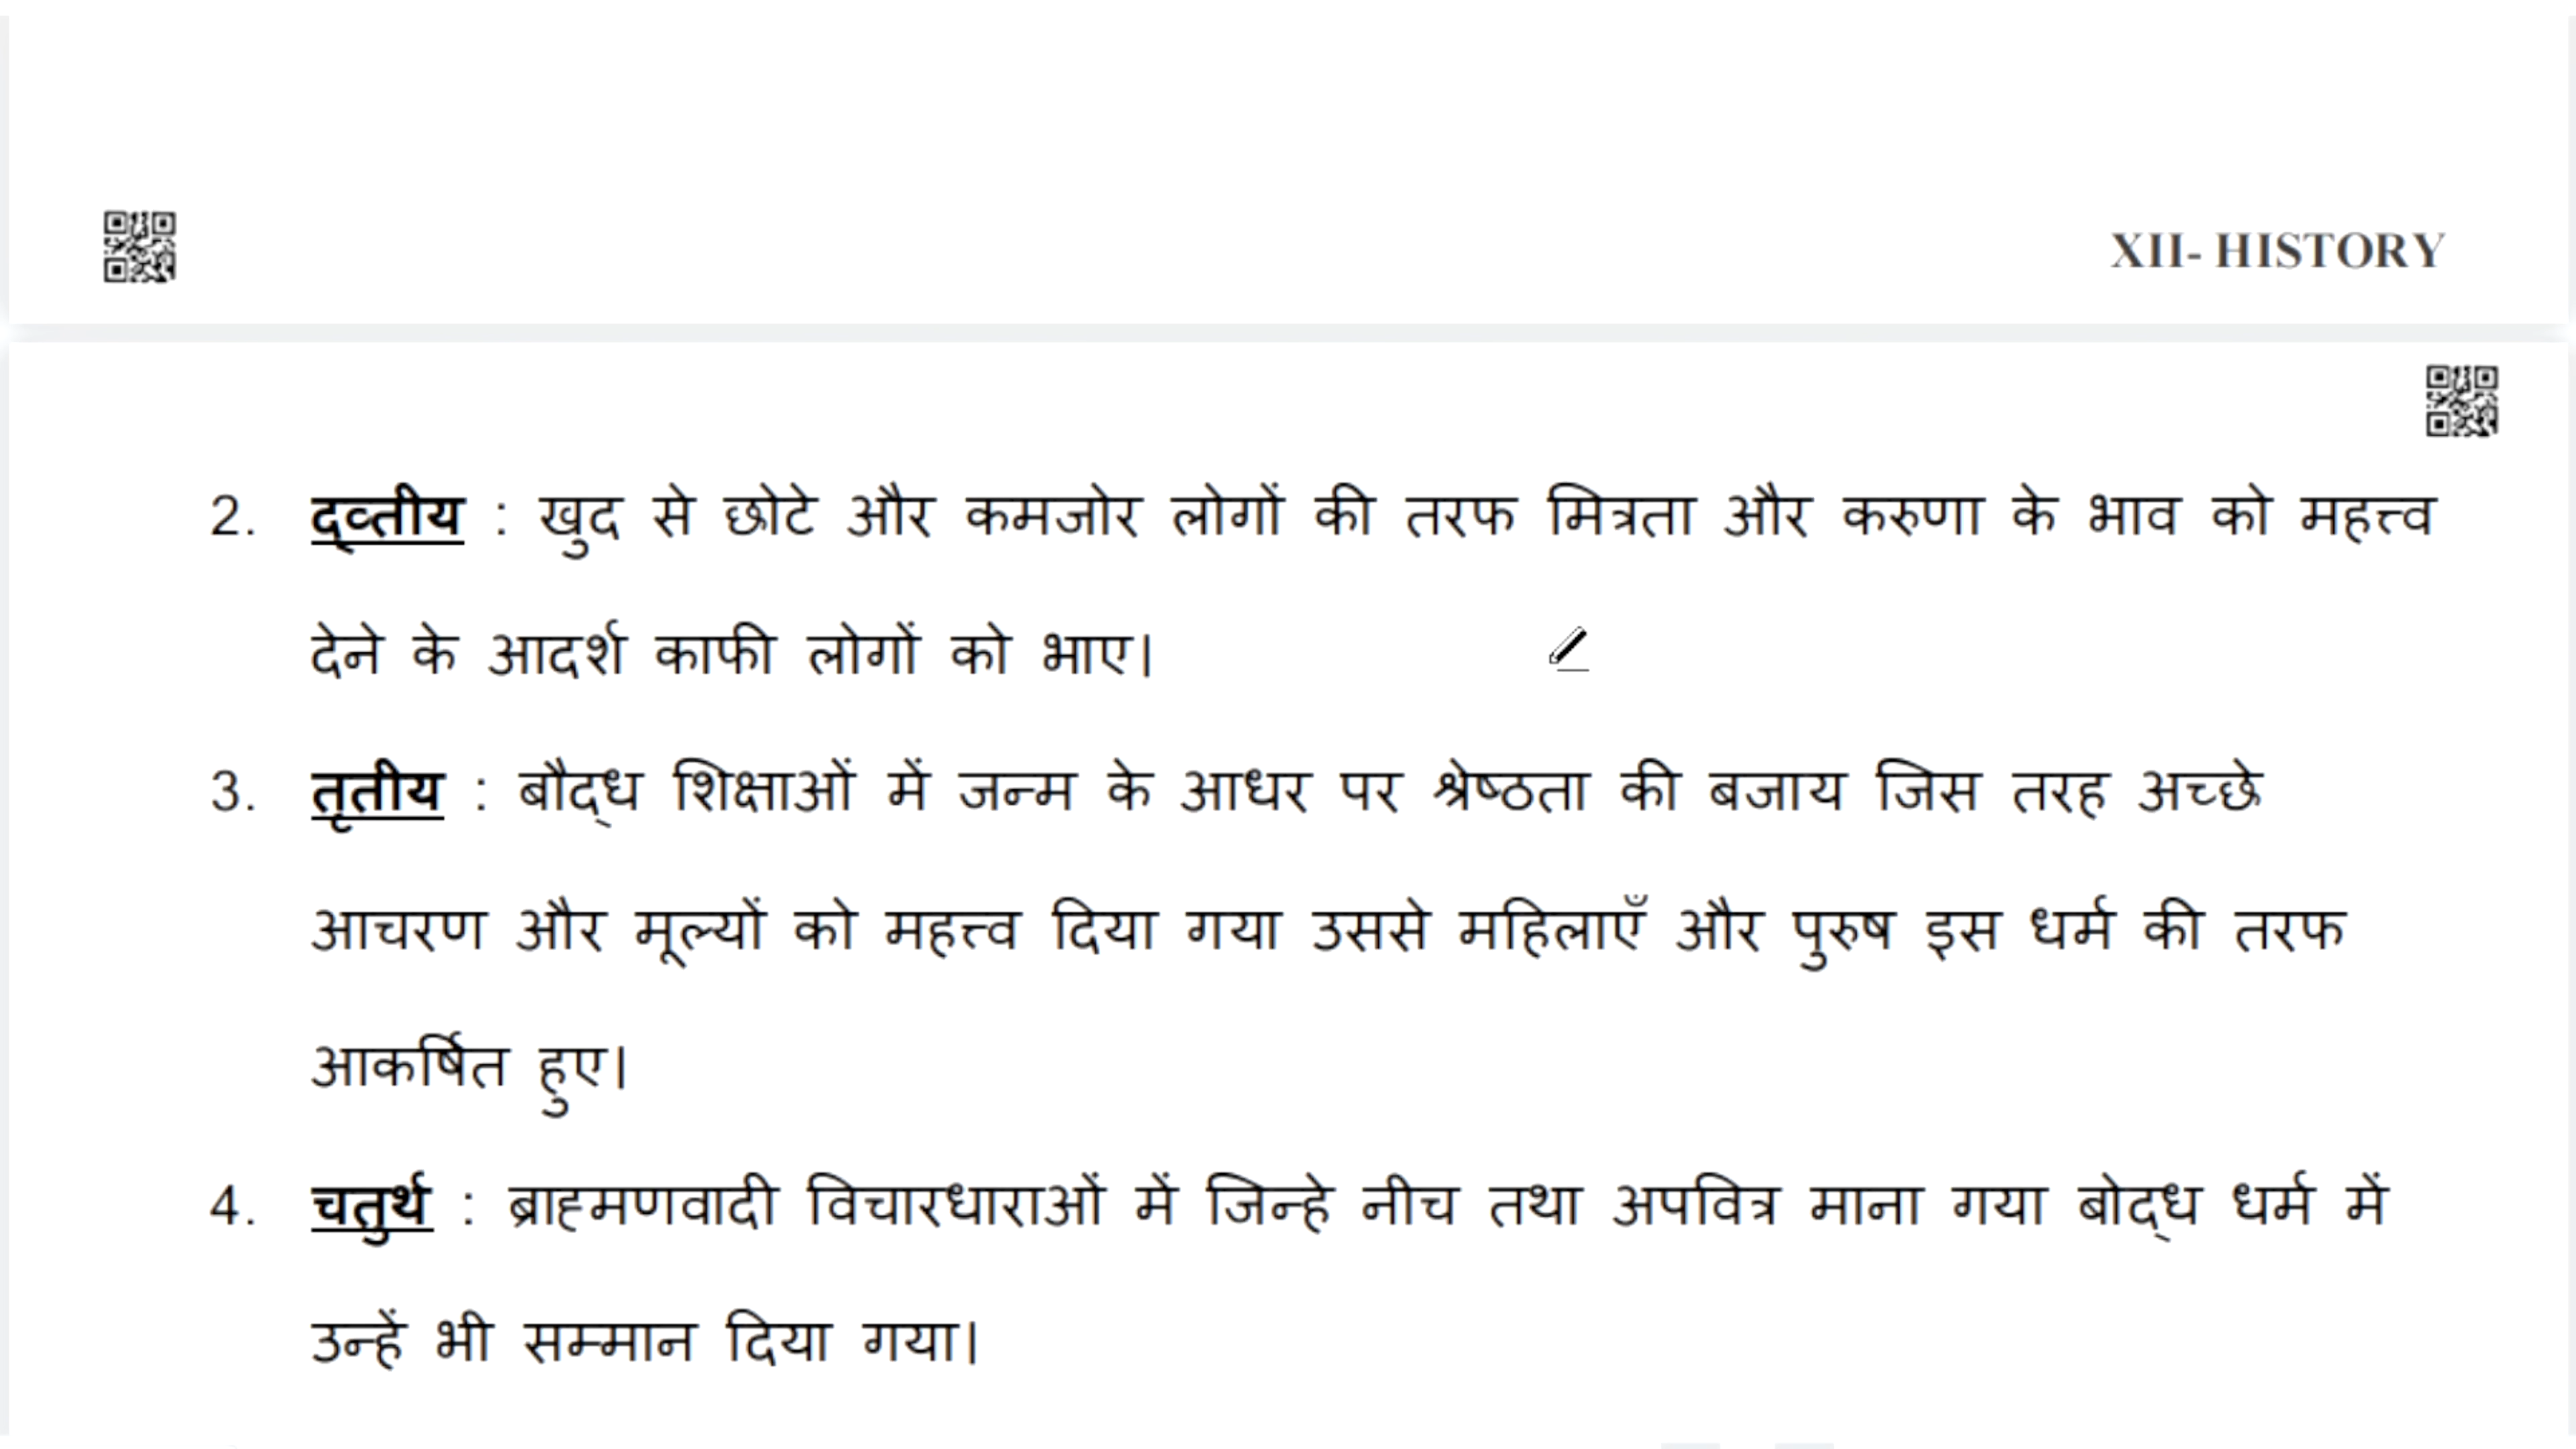 XII- HISTORY
2. द्व्तीय : खुद से छोटे और कमजोर लोगों की तरफ मित्रता और करुणा के भाव को महत्त्व
देने के आदर्श काफी लोगों को भाए।
3. तृतीय : बौद्ध शिक्षाओं में जन्म के आधर पर श्रेष्ठता की बजाय जिस तरह अच्छे
आचरण और मूल्यों को महत्त्व दिया गया उससे महिलाएँ और पुरुष इस धर्म की तरफ
आकर्षित हुए।
4. चतुर्थ : ब्राह्मणवादी विचारधाराओं में जिन्हे नीच तथा अपवित्र माना गया बोद्ध धर्म में
उन्हें भी सम्मान दिया गया।